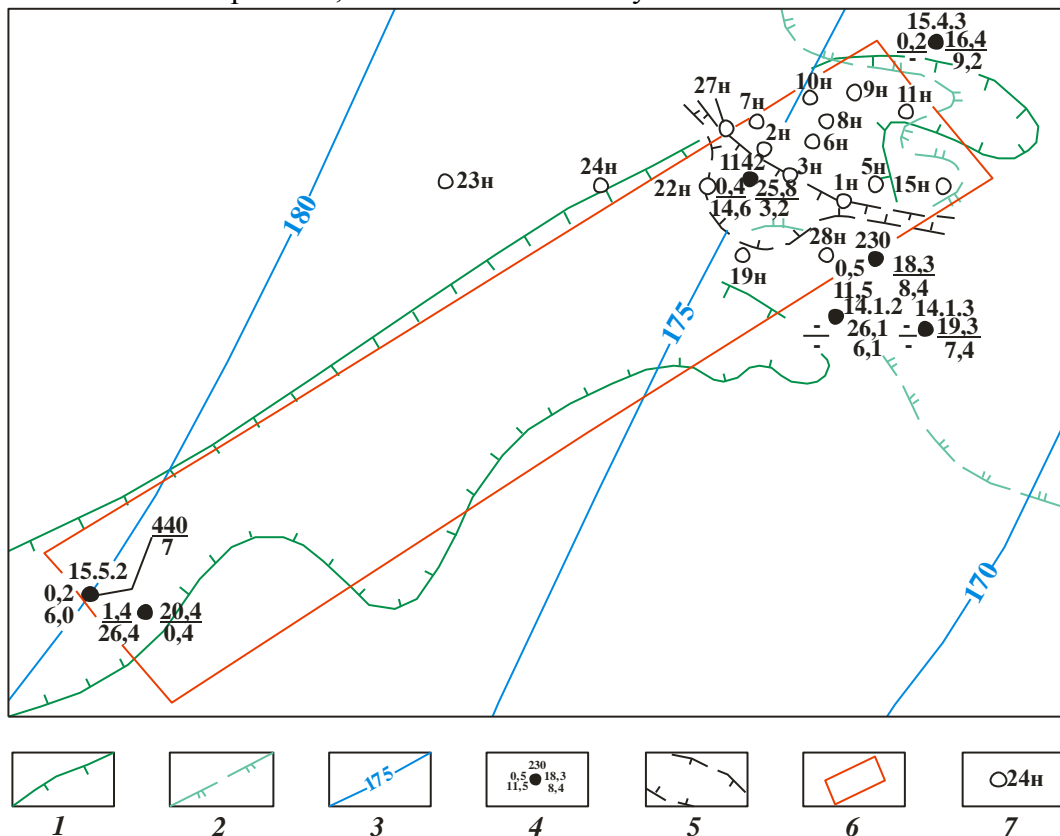 15.4.3
0,2 16,4
- 9,2
27н
7н
10н
9н
11н
8н
2н
6н
1142
3н
24н
23н
22н
0,4 25,8
14,6 3,2
1н
5н
15н
180
28н
230
19н
0,5 18,3
11,5 8,4
175
14.1.2
14.1.3
- 26,1
- 6,1
- 19,3
- 7,4
440
7
15.5.2
0,2
6,0
1,4 20,4
26,4 0,4
170
175
230
0,5 18,3
11,5 8,4
24н
1 2 3 4 5 6 7